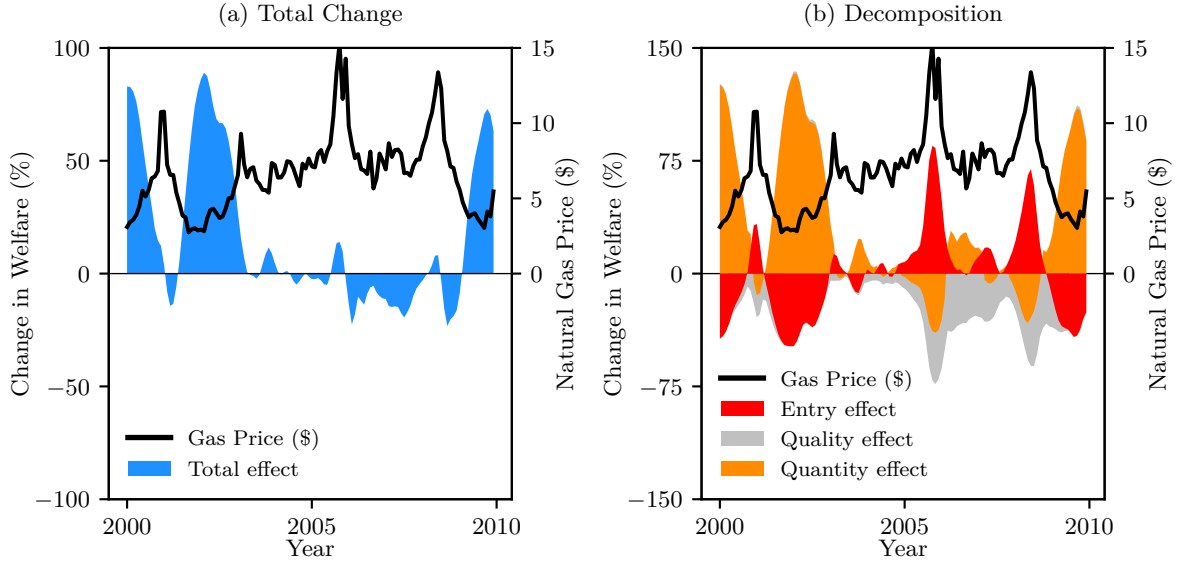 (a) Total Change
100
50
0
−50
−100
Change in Welfare (%)
15
10
5
0
Natural Gas Price ($)
Gas Price ($)
Total effect
2000
2005
2010
Year
(b) Decomposition
150
75
0
−75
−150
Change in Welfare (%)
15
10
5
0
Natural Gas Price ($)
Gas Price ($)
Entry effect
Quality effect
Quantity effect
2000
2005
2010
Year